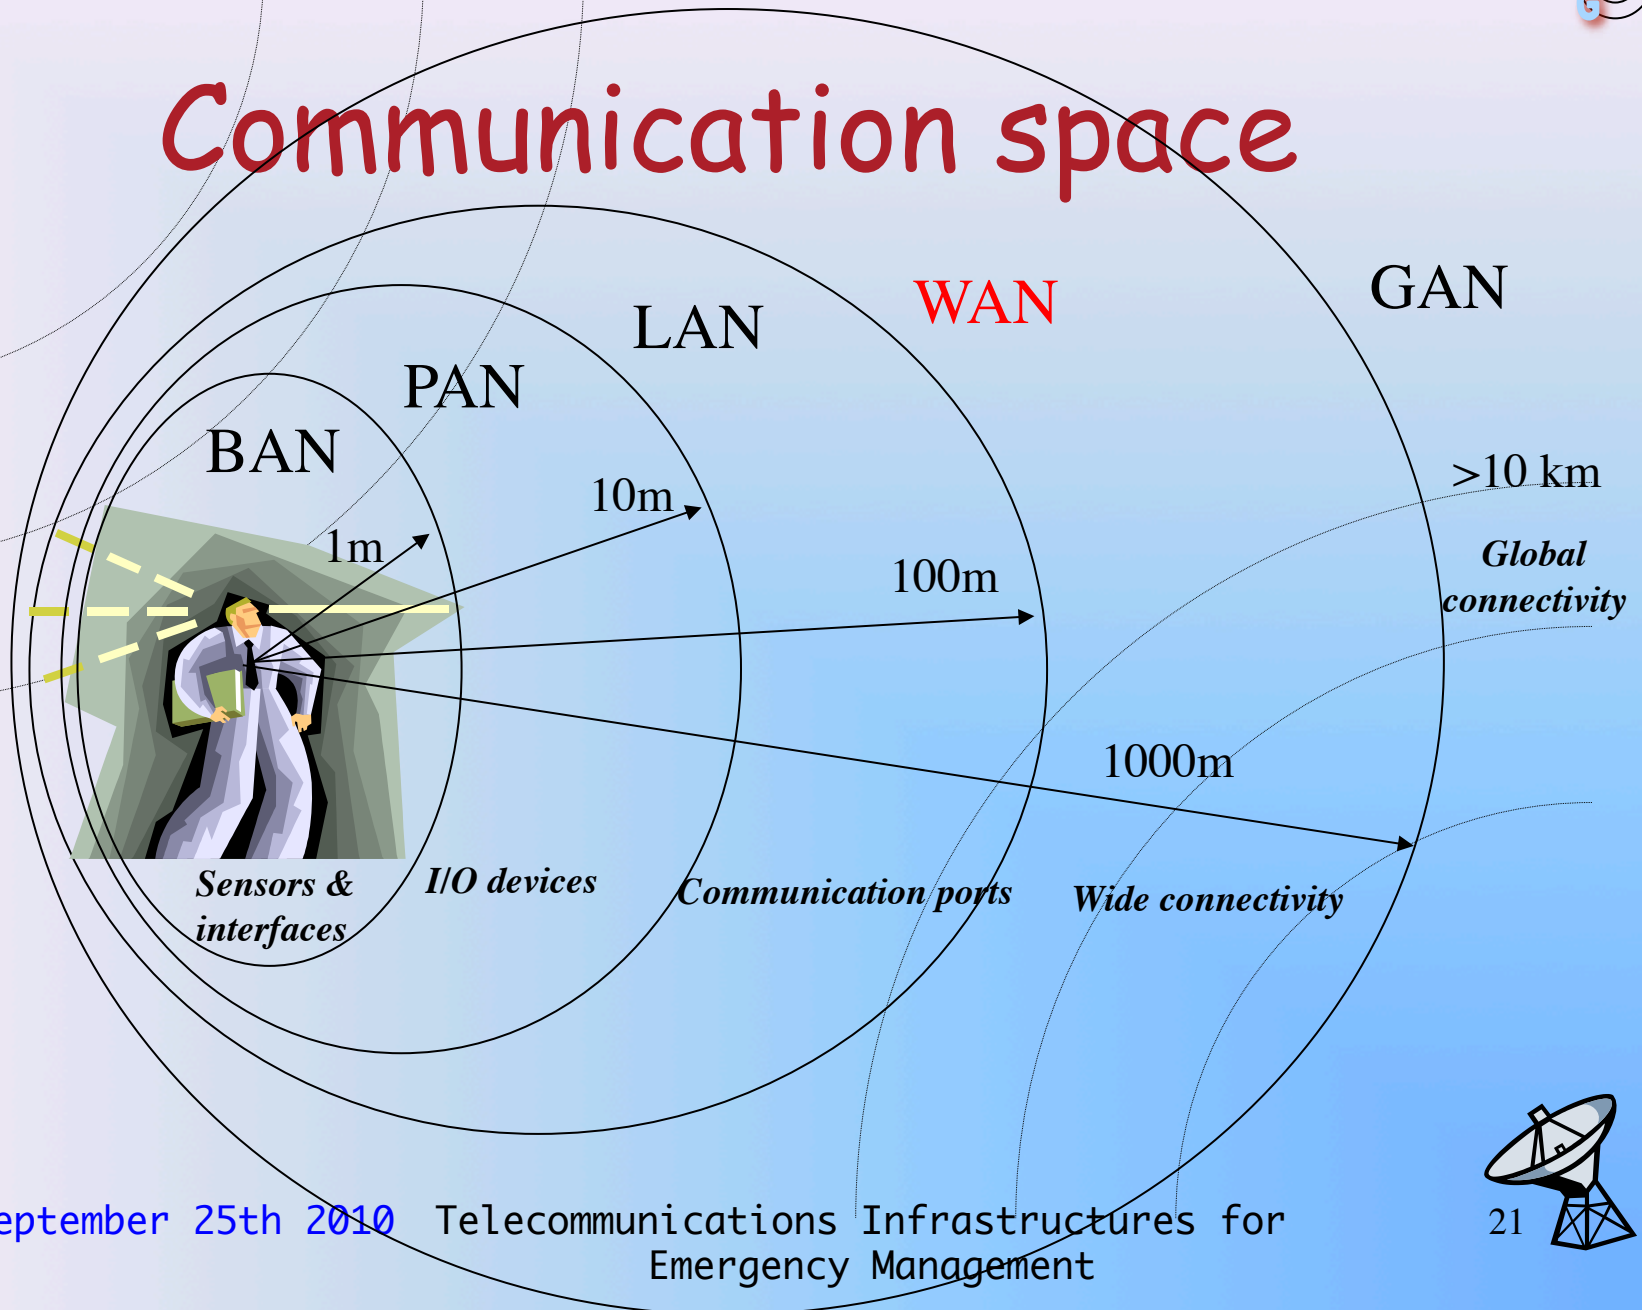 G
Communication space
GAN
WAN
LAN
PAN
BAN
>10 km
10m
1m
100m
Global
connectivity
1000m
Sensors &
interfaces
I/O devices
Communication ports
Wide connectivity
eptember 25th 2010
Telecommunications Infrastructures for
Emergency Management
21